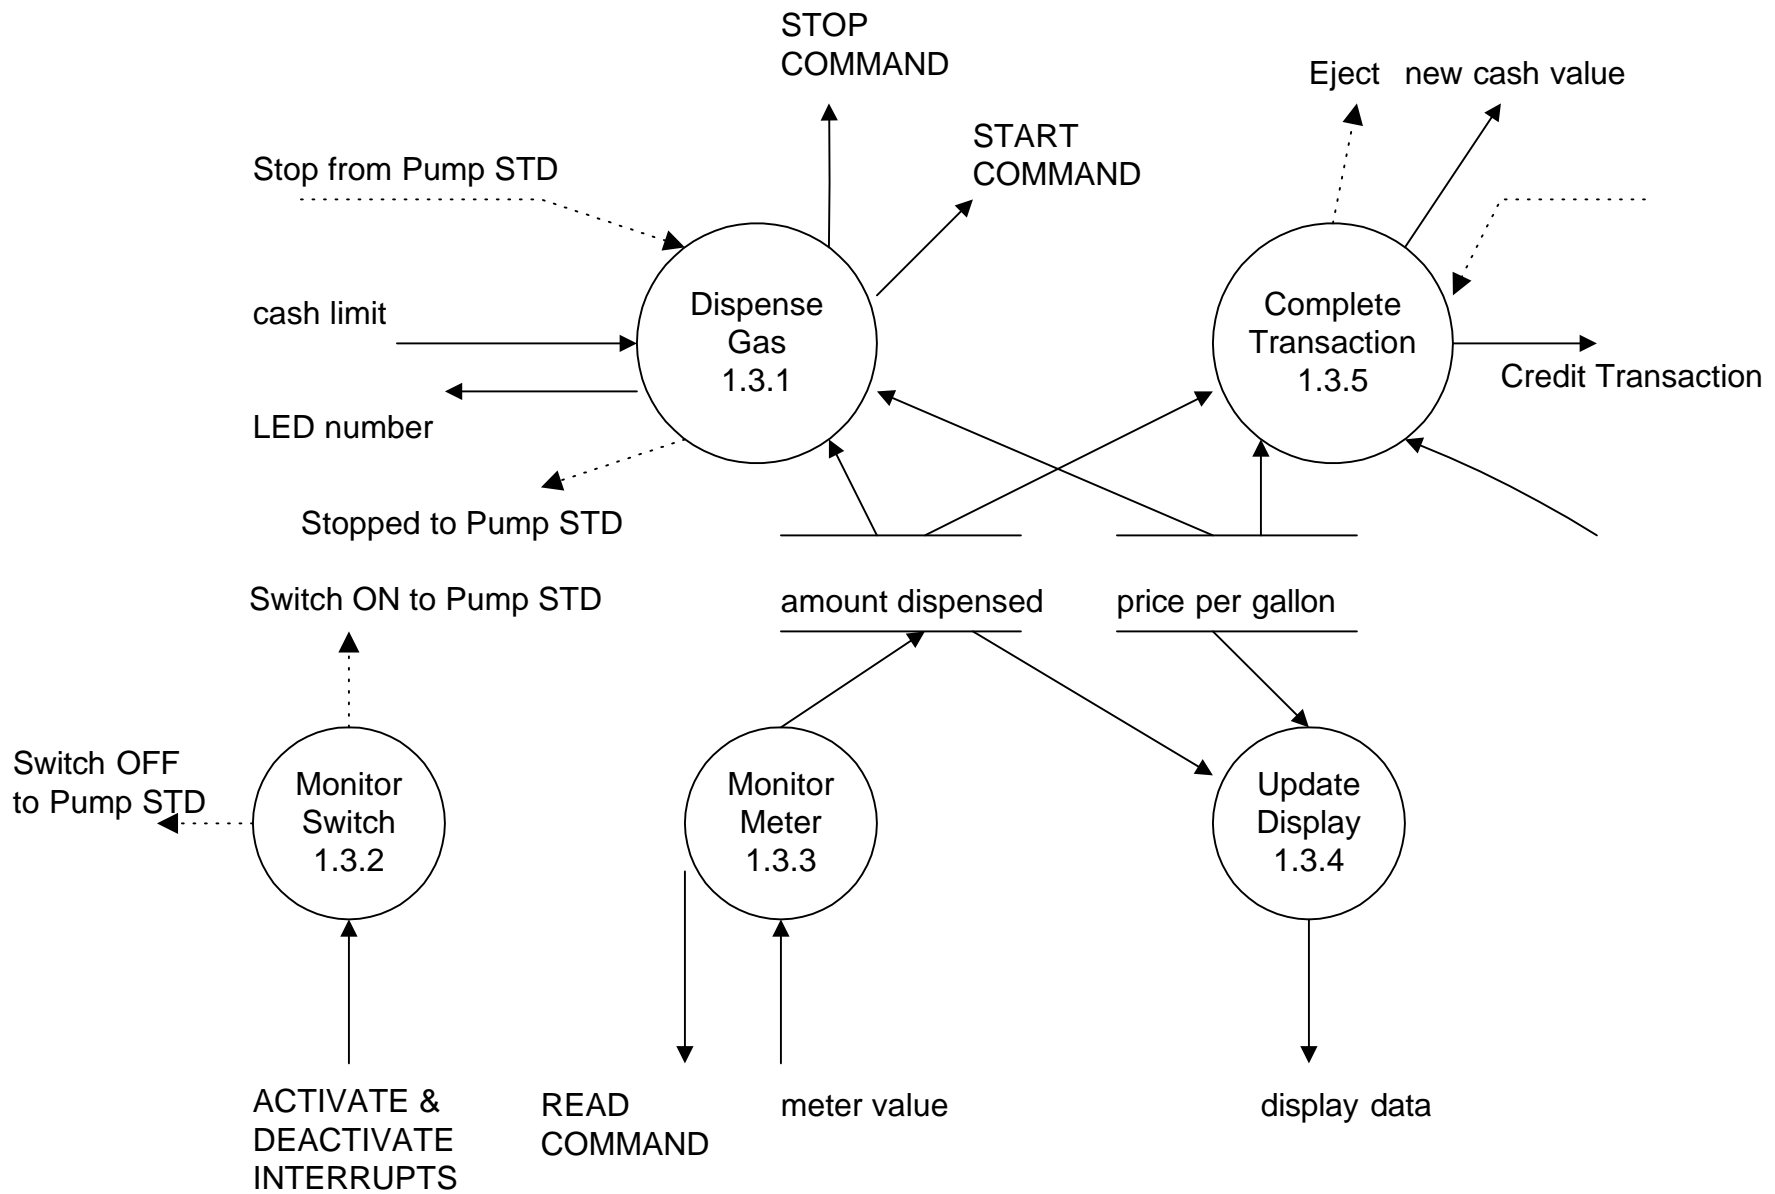 STOP
COMMAND
Eject
new cash value
START
COMMAND
Stop from Pump STD
cash limit
Dispense
Gas
1.3.1
Complete
Transaction
1.3.5
Credit Transaction
LED number
Stopped to Pump STD
Switch ON to Pump STD
amount dispensed
price per gallon
Switch OFF
to Pump STD
Monitor
Switch
1.3.2
Monitor
Meter
1.3.3
Update
Display
1.3.4
ACTIVATE &
DEACTIVATE
INTERRUPTS
READ
COMMAND
meter value
display data